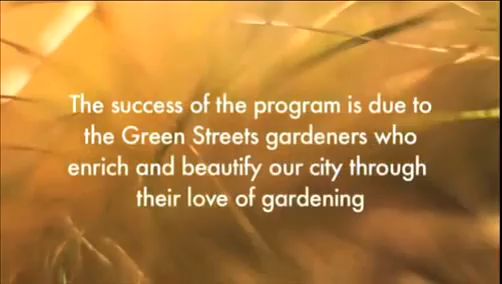 The success of the program is due to
the Green Streets gardeners who
enrich and beautify our city through
their love of gardening